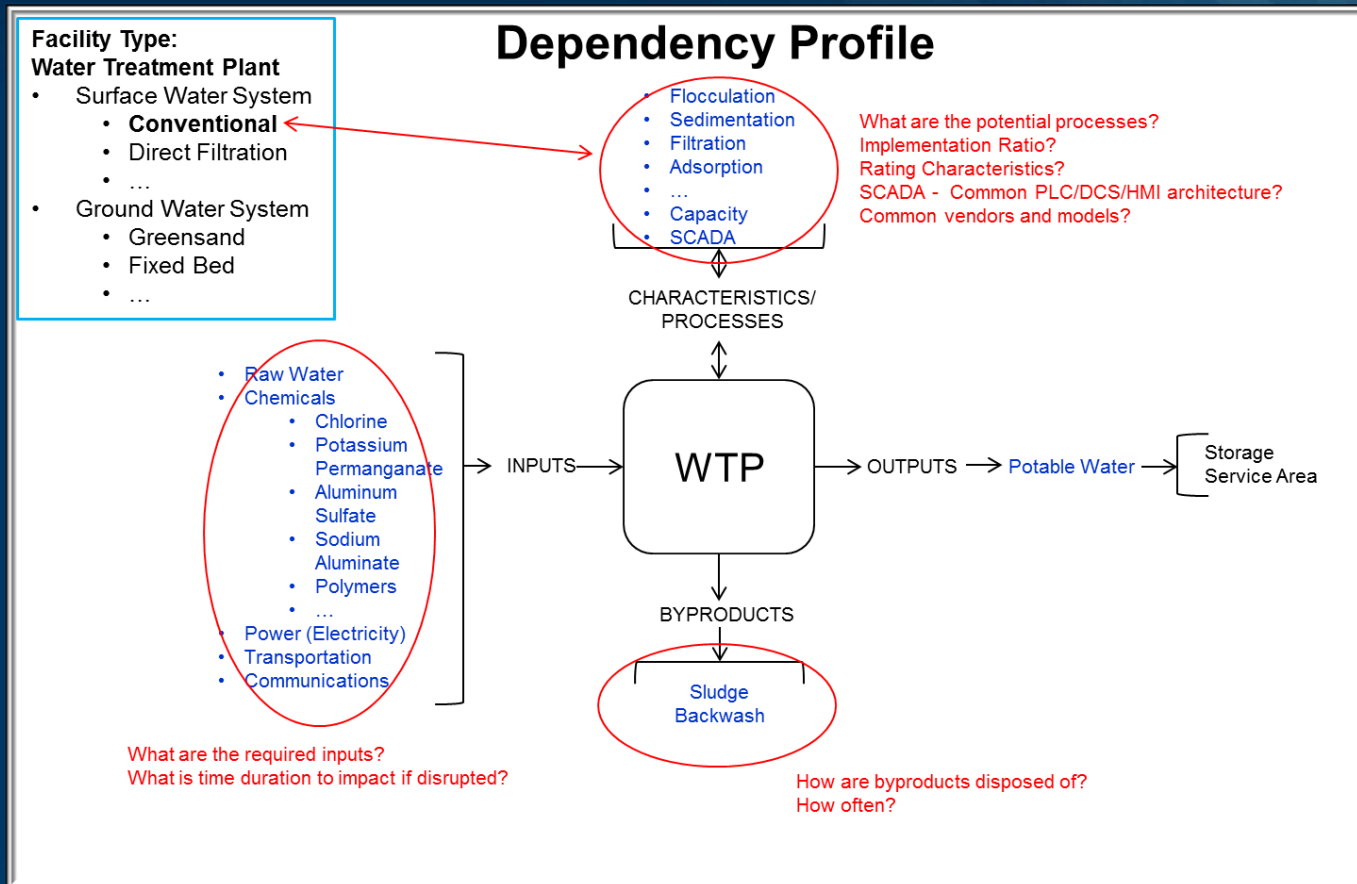 Dependency Profile
Facility Type:
Water Treatment Plant
• Surface Water System
• Conventional
• Direct Filtration
• …
• Ground Water System
• Greensand
• Fixed Bed
• …
• Flocculation
• Sedimentation
• Filtration
• Adsorption
• …
• Capacity
• SCADA
What are the potential processes?
Implementation Ratio?
Rating Characteristics?
SCADA - Common PLC/DCS/HMI architecture?
Common vendors and models?
CHARACTERISTICS/
PROCESSES
• Raw Water
• Chemicals
• Chlorine
• Potassium
Permanganate
• Aluminum
Sulfate
• Sodium
Aluminate
• Polymers
• …
• Power (Electricity)
• Transportation
• Communications
INPUTS
WTP
OUTPUTS
Potable Water
Storage
Service Area
BYPRODUCTS
Sludge
Backwash
What are the required inputs?
What is time duration to impact if disrupted?
How are byproducts disposed of?
How often?